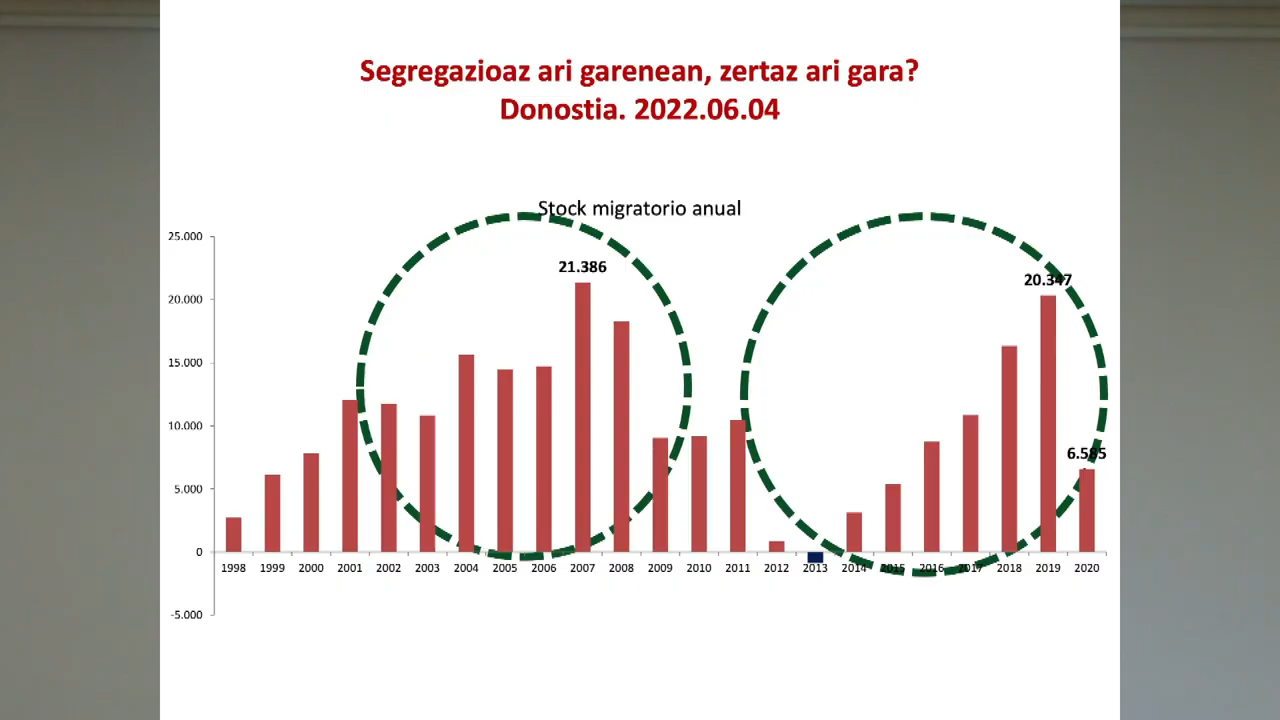 Segregazioaz ari garenean, zertaz ari gara?
Donostia. 2022.06.04
Stock migratorio anual
25.000
20.000
15.000
10.000
5.000
0
-5.000
21.386
20.347
6.585
1998 1999 2000 2001 2002 2003 2004 2005 2006 2007 2008 2009 2010 2011 2012 2013 2014 2015 2016 2017 2018 2019 2020